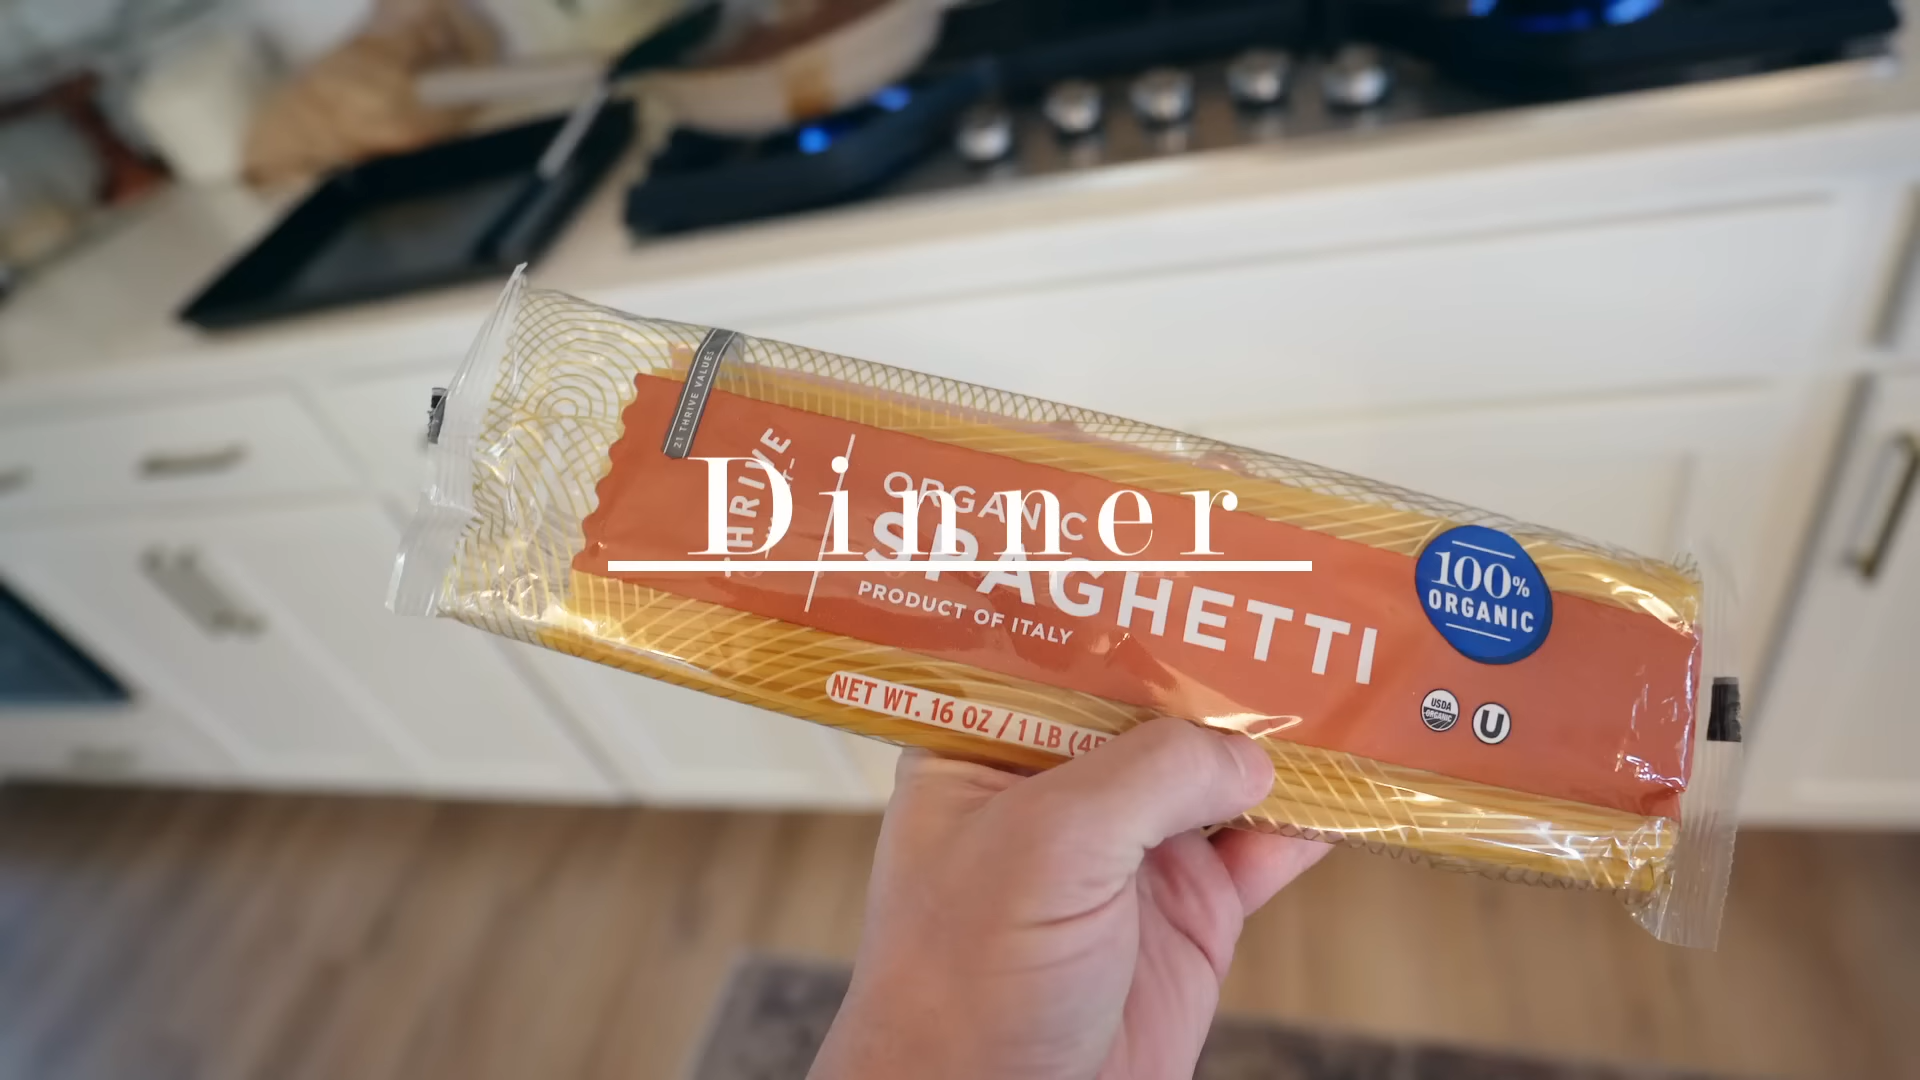 21 THRIVE VALUES
THRIVE
Dinner
ORGANIC
SPAGHETTI
PRODUCT OF ITALY
NET WT. 16 OZ / 1 LB (45
100%
ORGANIC
USDA
ORGANIC
U